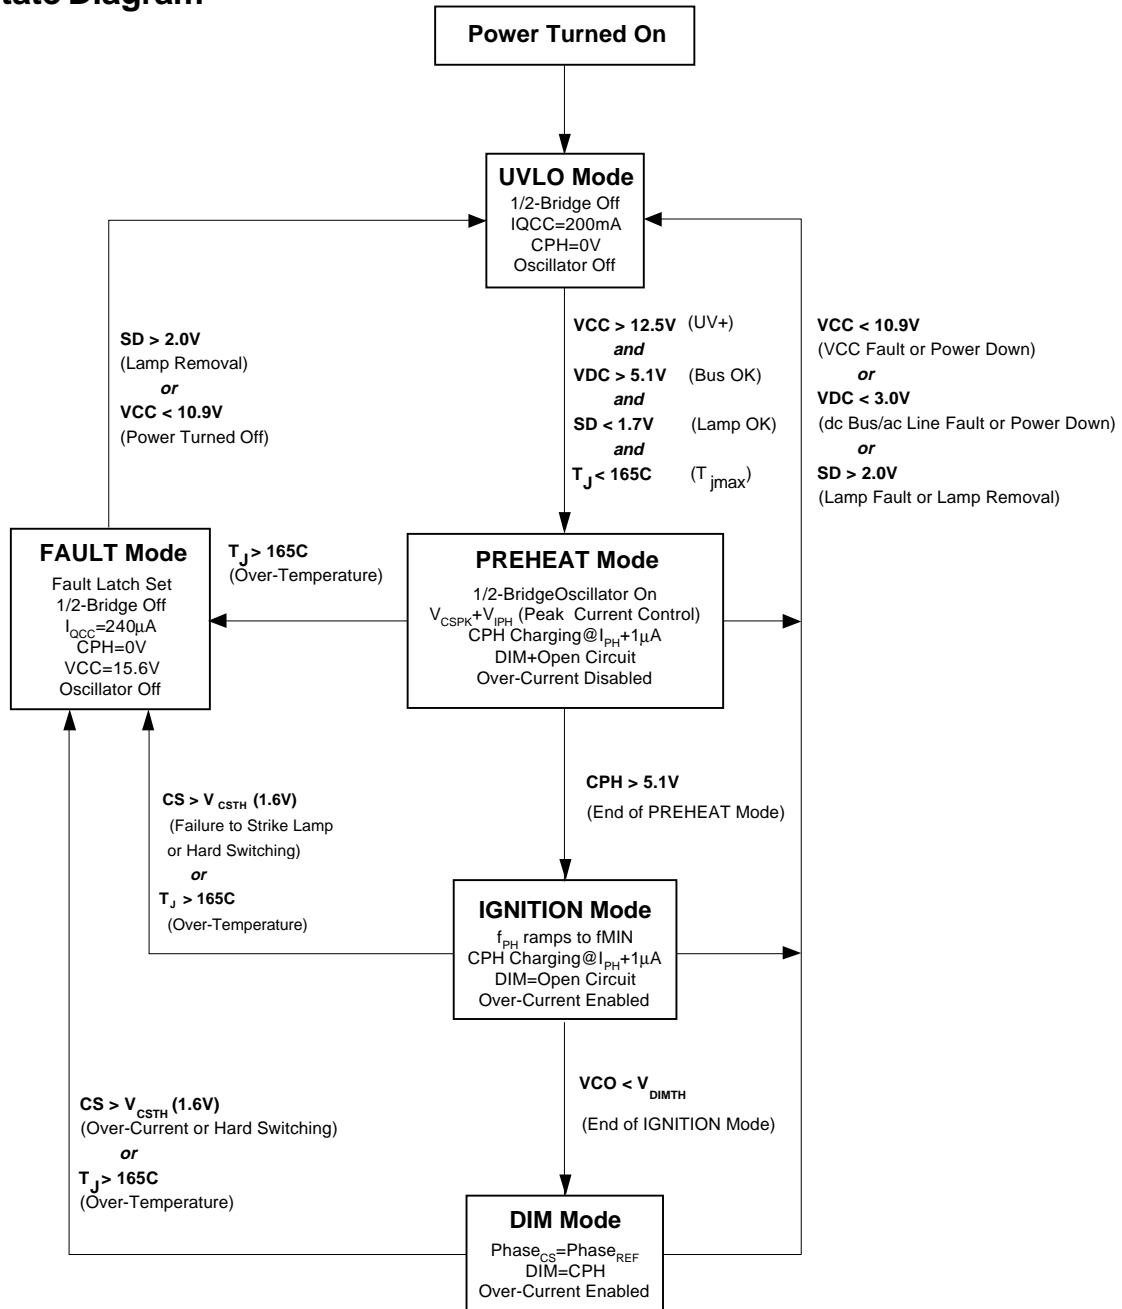 tate Diagram
Power Turned On
UVLO Mode
1/2-Bridge Off
IQCC=200mA
CPH=0V
Oscillator Off
SD > 2.0V
(Lamp Removal)
or
VCC < 10.9V
(Power Turned Off)
VCC > 12.5V (UV+)
and
VDC > 5.1V (Bus OK)
and
SD < 1.7V (Lamp OK)
and
TJ < 165C (Tjmax)
VCC < 10.9V
(VCC Fault or Power Down)
or
VDC < 3.0V
(dc Bus/ac Line Fault or Power Down)
or
SD > 2.0V
(Lamp Fault or Lamp Removal)
FAULT Mode
Fault Latch Set
1/2-Bridge Off
IQCC=240µA
CPH=0V
VCC=15.6V
Oscillator Off
TJ > 165C
(Over-Temperature)
PREHEAT Mode
1/2-BridgeOscillator On
VCSPK+VIPH (Peak Current Control)
CPH Charging@IPH+1µA
DIM+Open Circuit
Over-Current Disabled
CPH > 5.1V
(End of PREHEAT Mode)
CS > VCSTH (1.6V)
(Failure to Strike Lamp
or Hard Switching)
or
TJ > 165C
(Over-Temperature)
IGNITION Mode
fPH ramps to fMIN
CPH Charging@IPH+1µA
DIM=Open Circuit
Over-Current Enabled
VCO < VDIMTH
(End of IGNITION Mode)
CS > VCSTH (1.6V)
(Over-Current or Hard Switching)
or
TJ > 165C
(Over-Temperature)
DIM Mode
PhaseCS=PhaseREF
DIM=CPH
Over-Current Enabled